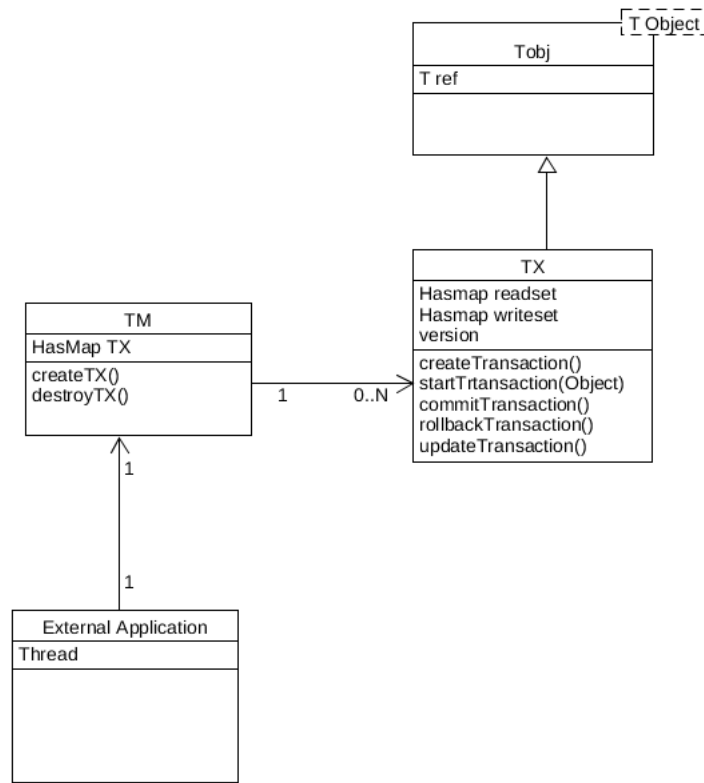 T Object
Tobj
T ref
TX
Hasmap readset
Hasmap writeset
version
createTransaction()
startTrtansaction(Object)
commitTransaction()
rollbackTransaction()
updateTransaction()
TM
HasMap TX
createTX()
destroyTX()
1
0..N
1
1
External Application
Thread